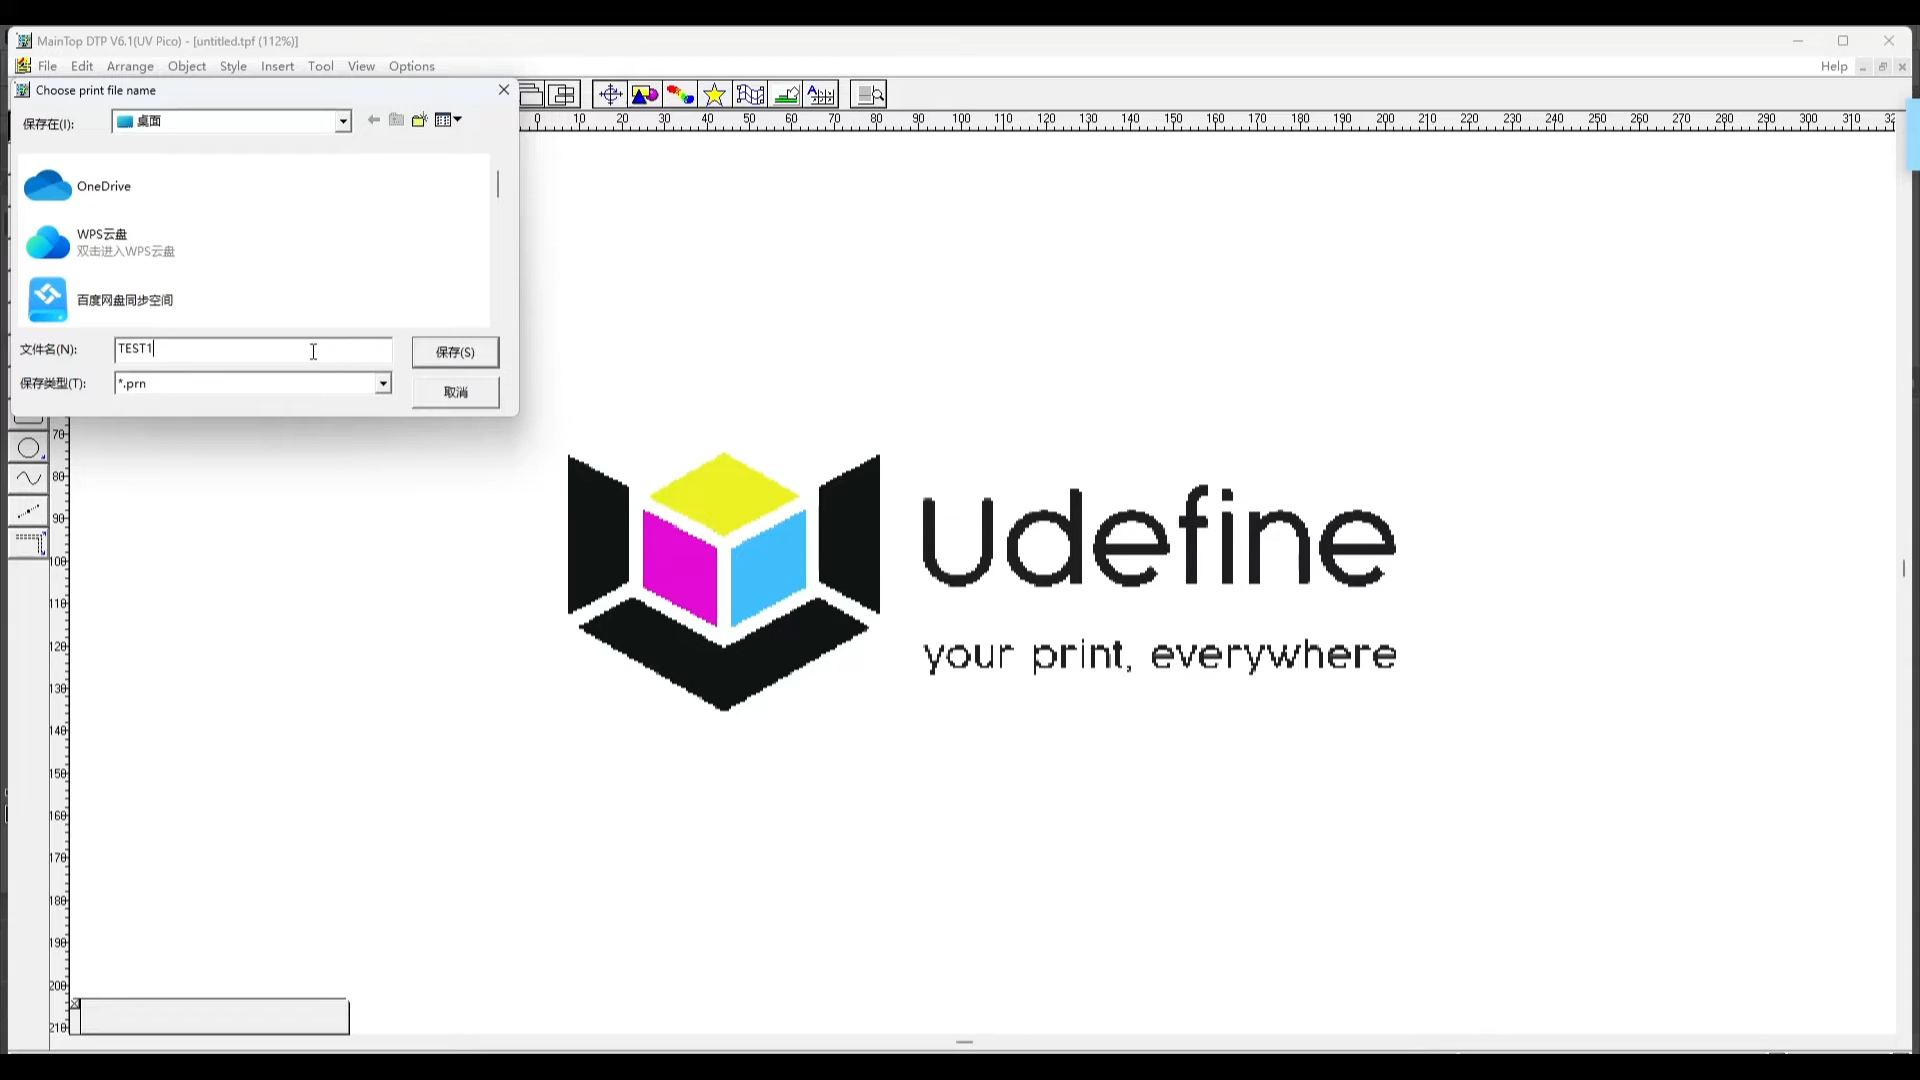 MainTop DTP V6.1(UV Pico) - [untitled.tpf (112%)]
File Edit Arrange Object Style Insert Tool View Options Help
Choose print file name
保存在(I): 桌面
OneDrive
WPS云盘
双击进入WPS云盘
百度网盘同步空间
文件名(N): TEST1 保存(S)
保存类型(T): *.prn 取消
0 10 20 30 40 50 60 70 80 90 100 110 120 130 140 150 160 170 180 190 200 210 220 230 240 250 260 270 280 290 300 310 32
70
80
90
100
110
120
130
140
150
160
170
180
190
200
210
Udefine
your print, everywhere